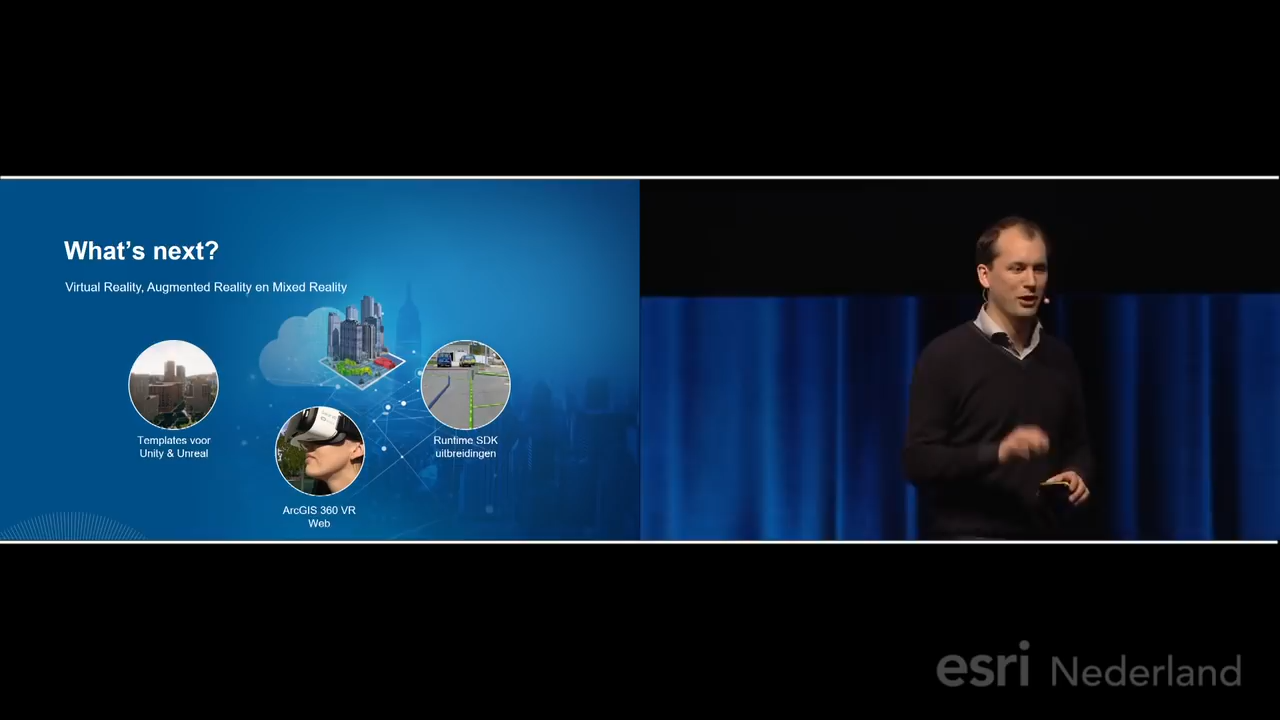 What's next?
Virtual Reality, Augmented Reality en Mixed Reality
Templates voor
Unity & Unreal
Runtime SDK
uitbreidingen
ArcGIS 360 VR
Web
esri Nederland